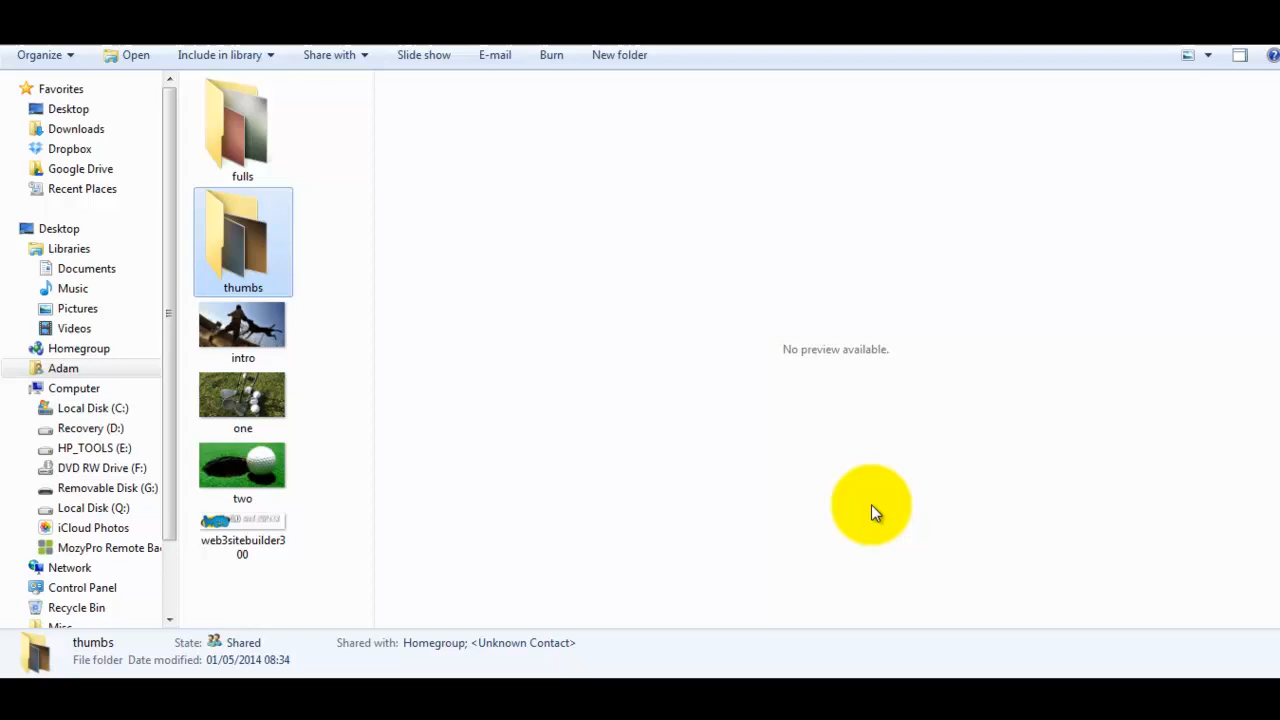 Organize Open Include in library Share with Slide show E-mail Burn New folder
Favorites
Desktop
Downloads
Dropbox
Google Drive
Recent Places
Desktop
Libraries
Documents
Music
Pictures
Videos
Homegroup
Adam
Computer
Local Disk (C:)
Recovery (D:)
HP_TOOLS (E:)
DVD RW Drive (F:)
Removable Disk (G:)
Local Disk (Q:)
iCloud Photos
MozyPro Remote Ba
Network
Control Panel
Recycle Bin
Misc
fulls
thumbs
intro
one
two
web3sitebuilder3
00
No preview available.
thumbs State: Shared Shared with: Homegroup; <Unknown Contact>
File folder Date modified: 01/05/2014 08:34